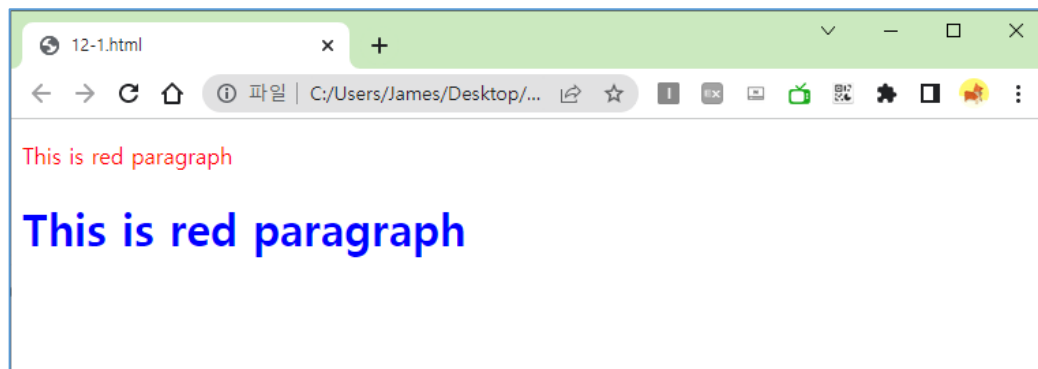 12-1.html
파일 C:/Users/James/Desktop/...
This is red paragraph
This is red paragraph